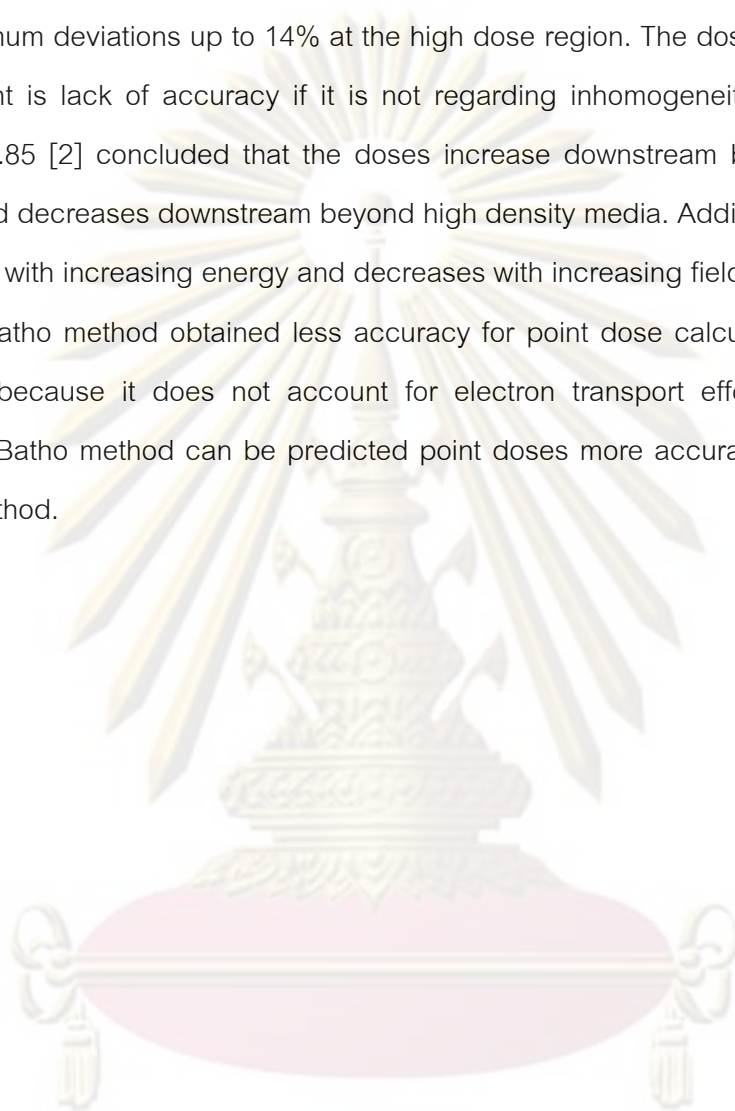 num deviations up to 14% at the high dose region. The dos
nt is lack of accuracy if it is not regarding inhomogeneit
.85 [2] concluded that the doses increase downstream b
d decreases downstream beyond high density media. Addi
with increasing energy and decreases with increasing field
atho method obtained less accuracy for point dose calcu
because it does not account for electron transport effe
Batho method can be predicted point doses more accura
thod.